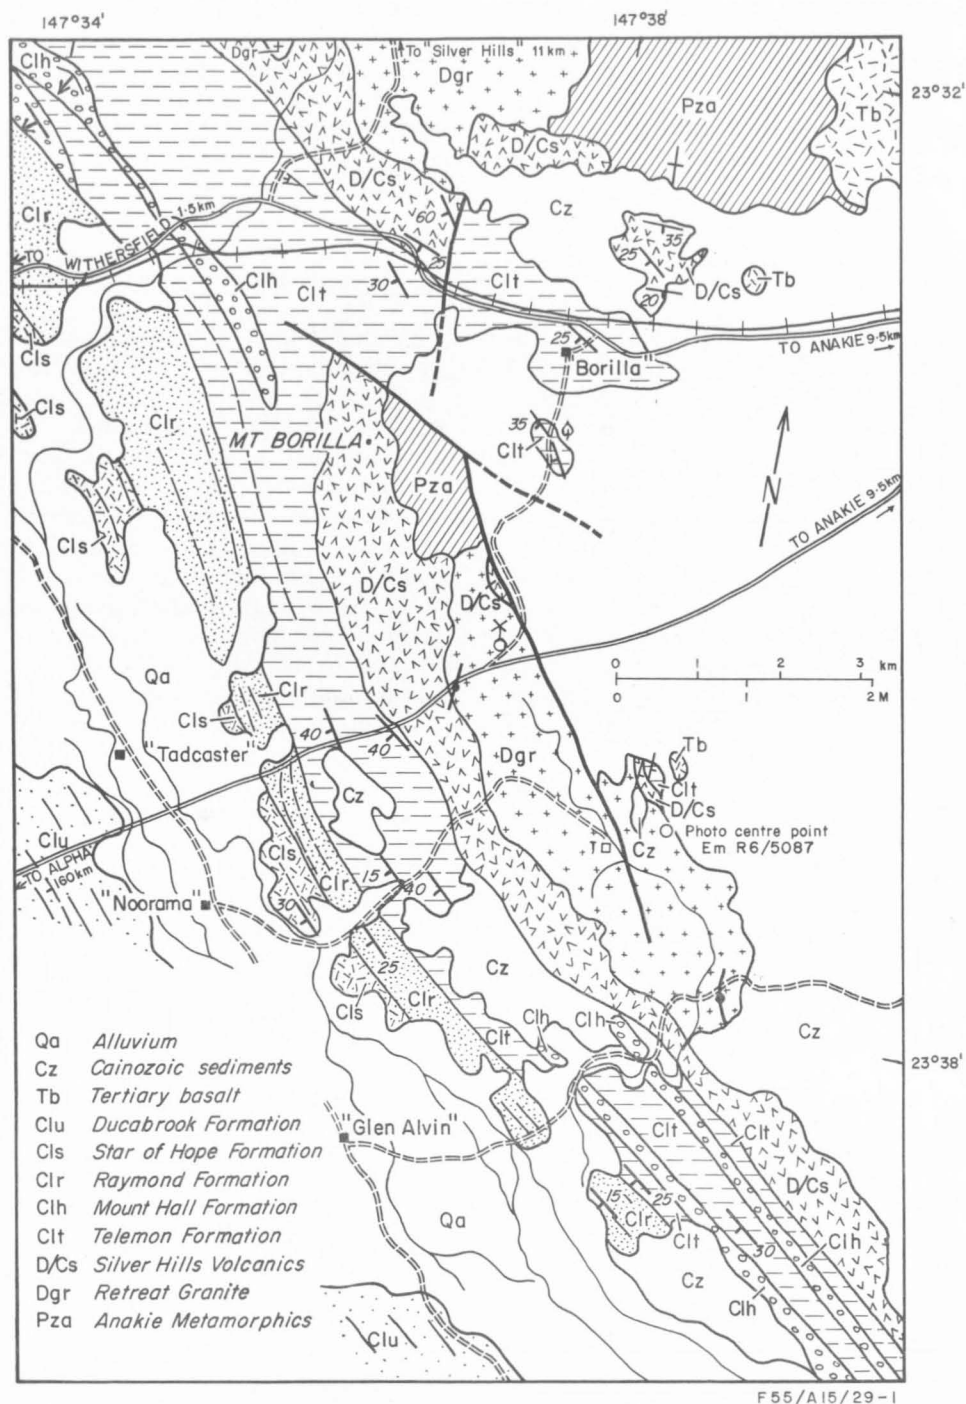 147°34'
147°38'
Clh
Dgr
To "Silver Hills" 11 km
Dgr
23°32'
Pza
Tb
D/Cs
D/Cs
Clr
60
Cz
TO WITHERSFIELD 1·5km
35
25
25
D/Cs
Tb
Clh
Clt
30
Clt
20
Cls
25
TO ANAKIE 9·5km
"Borilla"
Cls
Clr
35
MT BORILLA
Clt
Pza
N
TO ANAKIE 9·5km
Cls
D/Cs
D/Cs
0 1 2 3 km
0 1 2 M
Qa
Clr
Cls
40
40
"Tadcaster"
Dgr
Tb
Cz
Clt
D/Cs
Clu
Photo centre point
Em R6/5087
T
Cz
TO ALPHA
160km
Cls
Clr
15
40
"Noorama"
30
Cz
25
Clr
Cls
Clh
Clh
Clt
Cz
23°38'
Qa Alluvium
Cz Cainozoic sediments
Tb Tertiary basalt
Clu Ducabrook Formation
Cls Star of Hope Formation
Clr Raymond Formation
Clh Mount Hall Formation
Clt Telemon Formation
D/Cs Silver Hills Volcanics
Dgr Retreat Granite
Pza Anakie Metamorphics
"Glen Alvin"
Clt
Clt
D/Cs
15
25
Clr
Clt
30
Clh
Qa
Cz
Clh
Clu
F55/A15/29-1